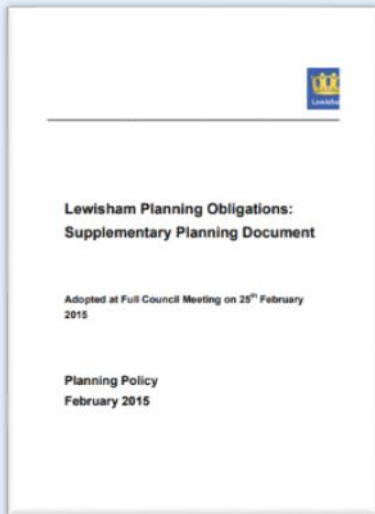 Lewisham
Lewisham Planning Obligations:
Supplementary Planning Document
Adopted at Full Council Meeting on 25th February
2015
Planning Policy
February 2015